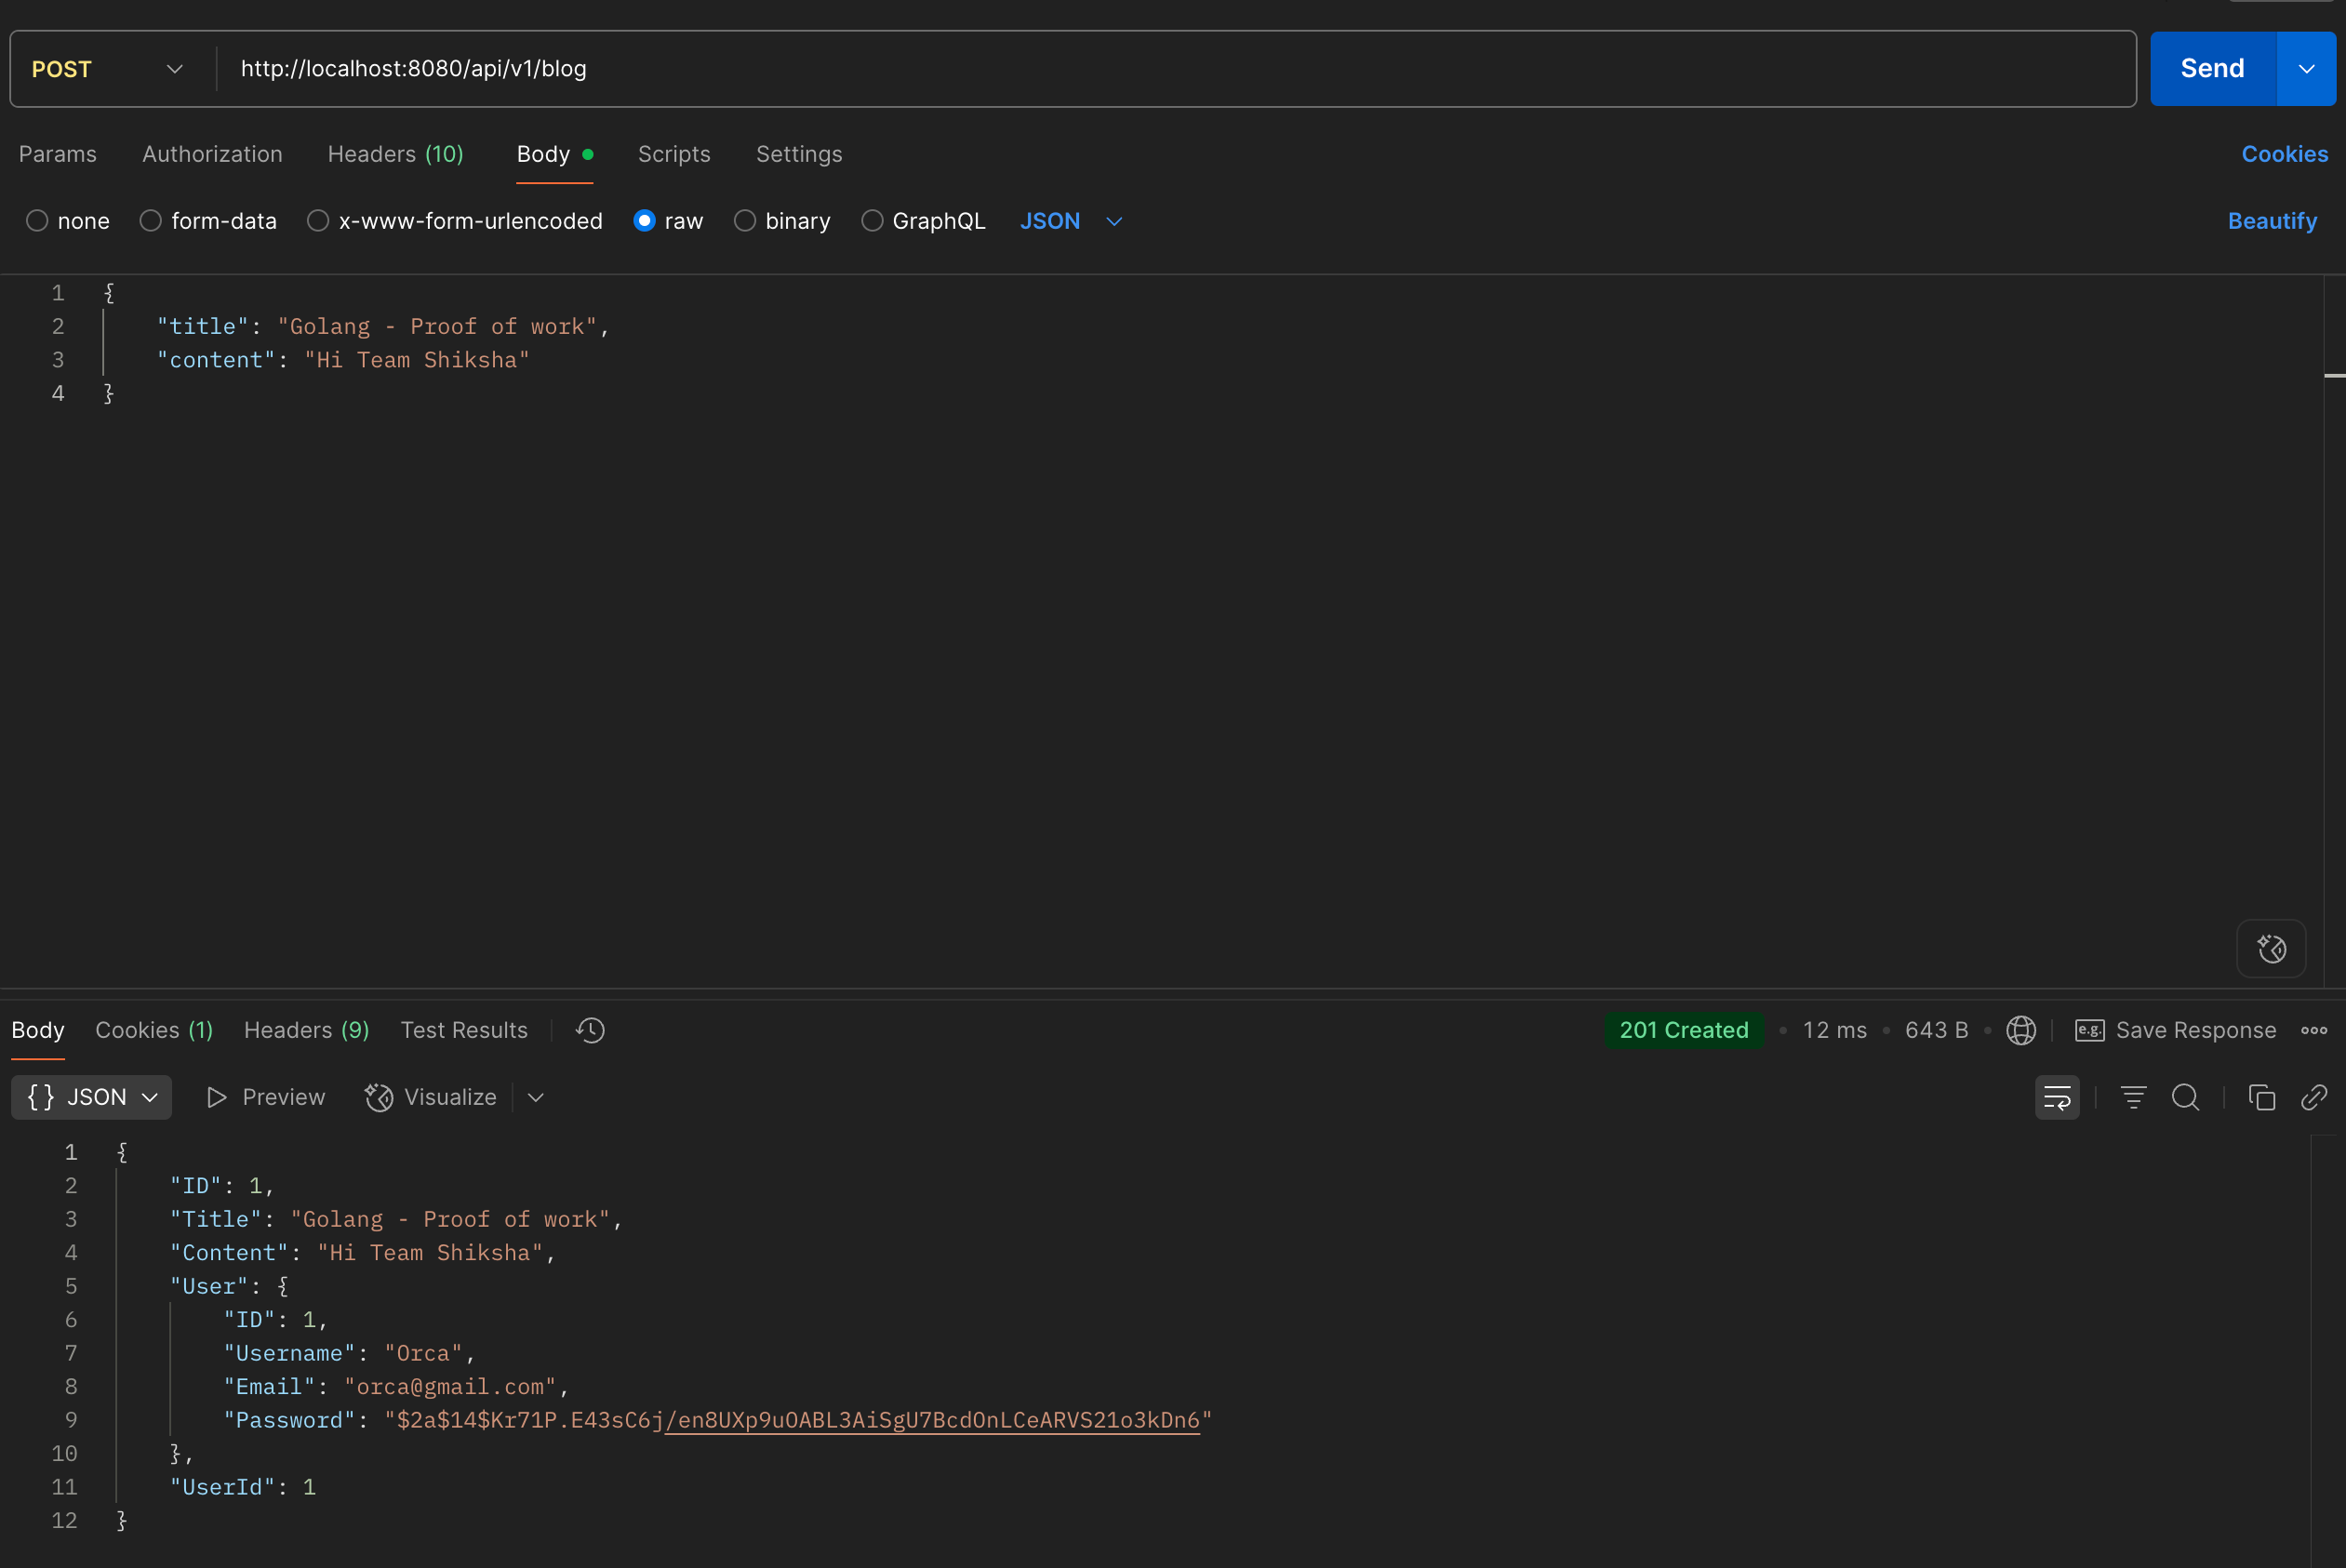 POST http://localhost:8080/api/v1/blog Send
Params Authorization Headers (10) Body Scripts Settings Cookies
none form-data x-www-form-urlencoded raw binary GraphQL JSON Beautify
1 {
2 "title": "Golang - Proof of work",
3 "content": "Hi Team Shiksha"
4 }
Body Cookies (1) Headers (9) Test Results 201 Created • 12 ms • 643 B • e.g. Save Response
{} JSON Preview Visualize
1 {
2 "ID": 1,
3 "Title": "Golang - Proof of work",
4 "Content": "Hi Team Shiksha",
5 "User": {
6 "ID": 1,
7 "Username": "Orca",
8 "Email": "orca@gmail.com",
9 "Password": "$2a$14$Kr71P.E43sC6j/en8UXp9uOABL3AiSgU7BcdOnLCeARVS21o3kDn6"
10 },
11 "UserId": 1
12 }